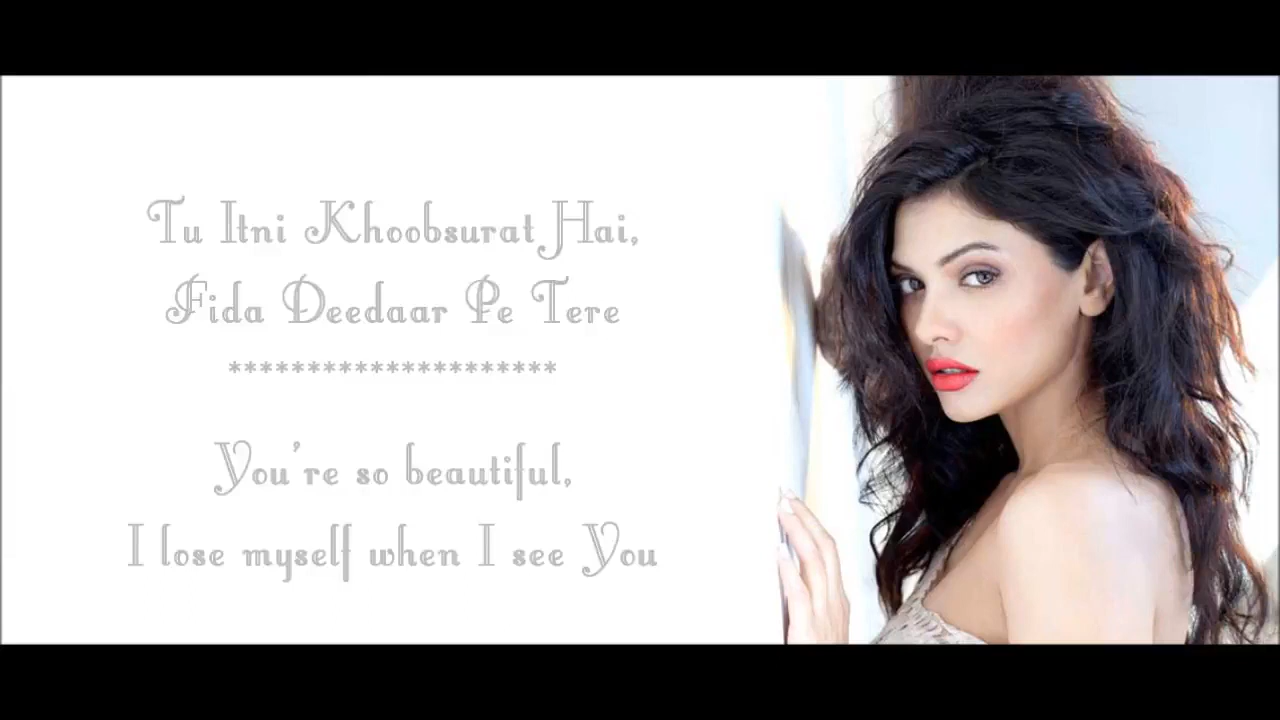 Tu Itni Khoobsurat Hai,
Fida Deedaar Pe Tere
*********************
You're so beautiful,
I lose myself when I see You